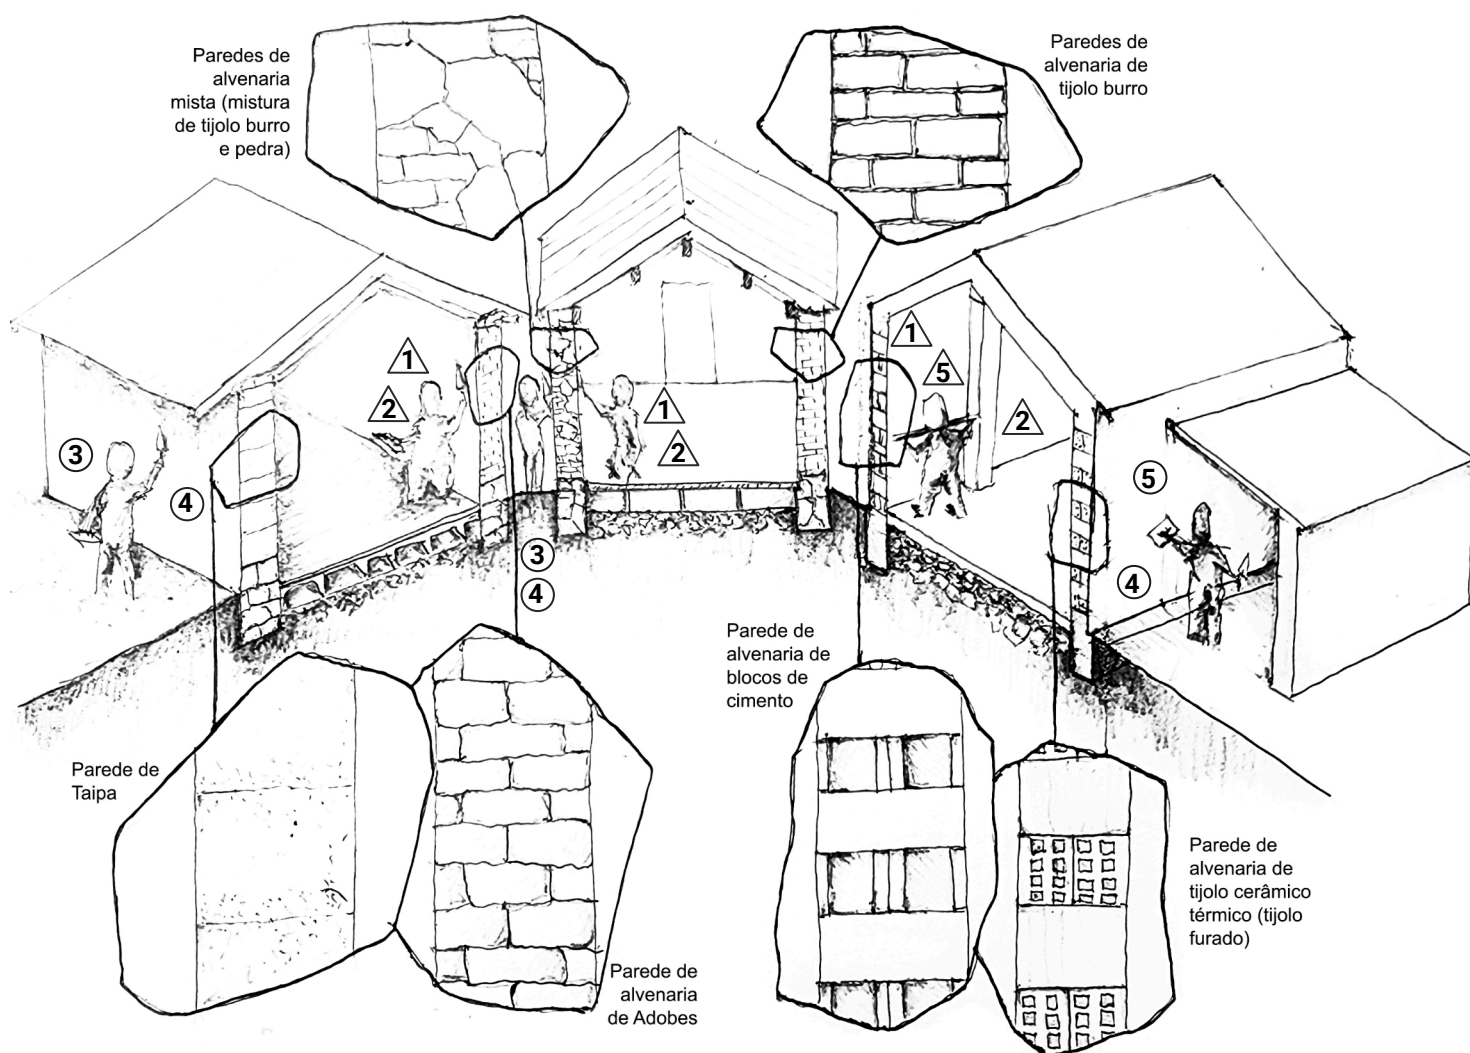 Paredes de
alvenaria
mista (mistura
de tijolo burro
e pedra)
Paredes de
alvenaria de
tijolo burro
1
2
1
2
1
5
2
3
4
5
4
3
4
Parede de
alvenaria de
blocos de
cimento
Parede de
Taipa
Parede de
alvenaria de
tijolo cerâmico
térmico (tijolo
furado)
Parede de
alvenaria
de Adobes